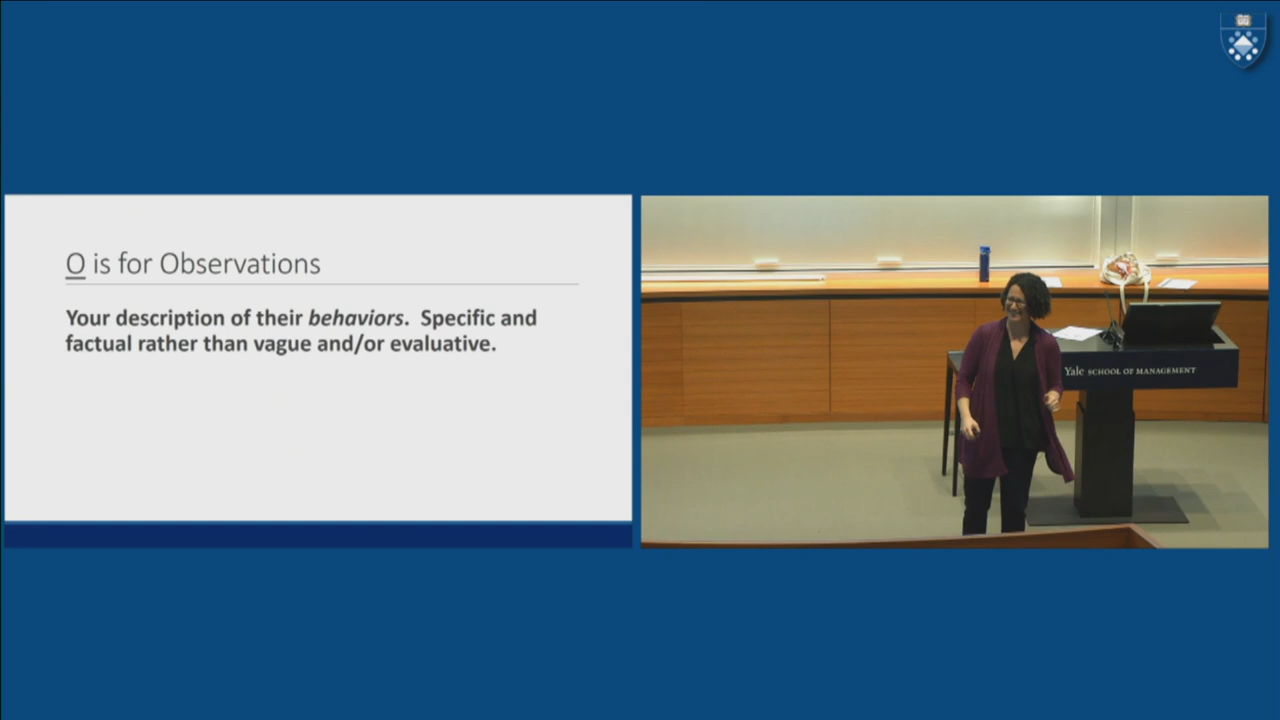 O is for Observations
Your description of their behaviors. Specific and
factual rather than vague and/or evaluative.
Yale SCHOOL OF MANAGEMENT